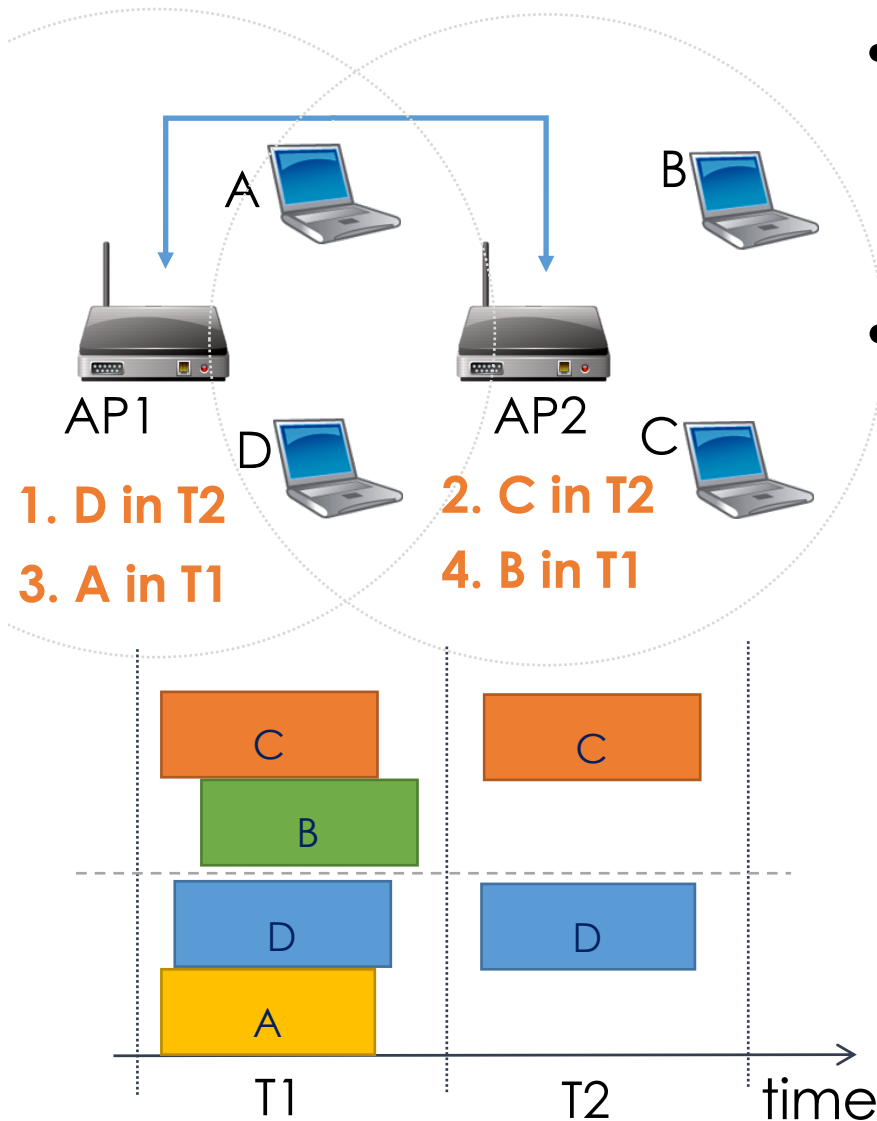 A
B
AP1
AP2
D
C
1. D in T2
2. C in T2
3. A in T1
4. B in T1
C
C
B
D
D
A
T1
T2
time